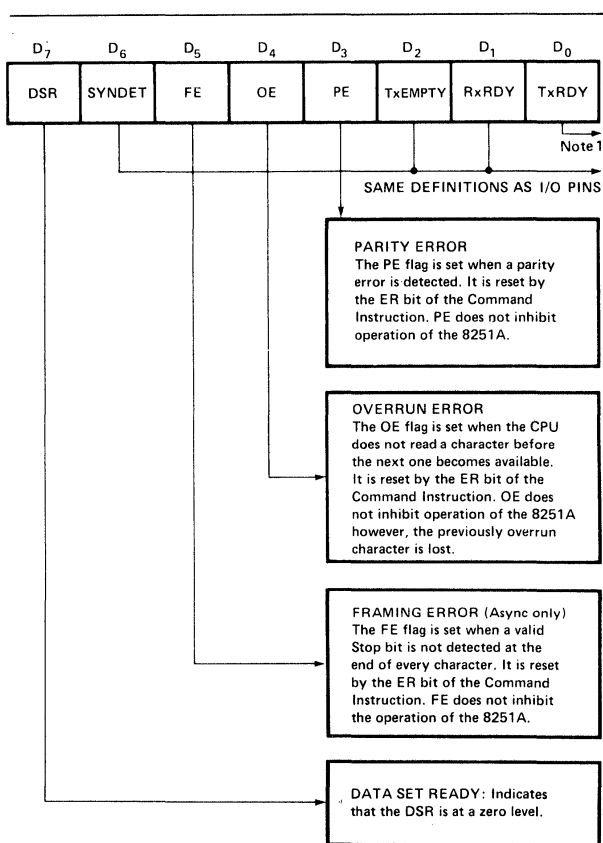 D7 D6 D5 D4 D3 D2 D1 D0
DSR SYNDET FE OE PE TxEMPTY RxRDY TxRDY
Note 1
SAME DEFINITIONS AS I/O PINS
PARITY ERROR
The PE flag is set when a parity
error is detected. It is reset by
the ER bit of the Command
Instruction. PE does not inhibit
operation of the 8251A.
OVERRUN ERROR
The OE flag is set when the CPU
does not read a character before
the next one becomes available.
It is reset by the ER bit of the
Command Instruction. OE does
not inhibit operation of the 8251A
however, the previously overrun
character is lost.
FRAMING ERROR (Async only)
The FE flag is set when a valid
Stop bit is not detected at the
end of every character. It is reset
by the ER bit of the Command
Instruction. FE does not inhibit
the operation of the 8251A.
DATA SET READY: Indicates
that the DSR is at a zero level.